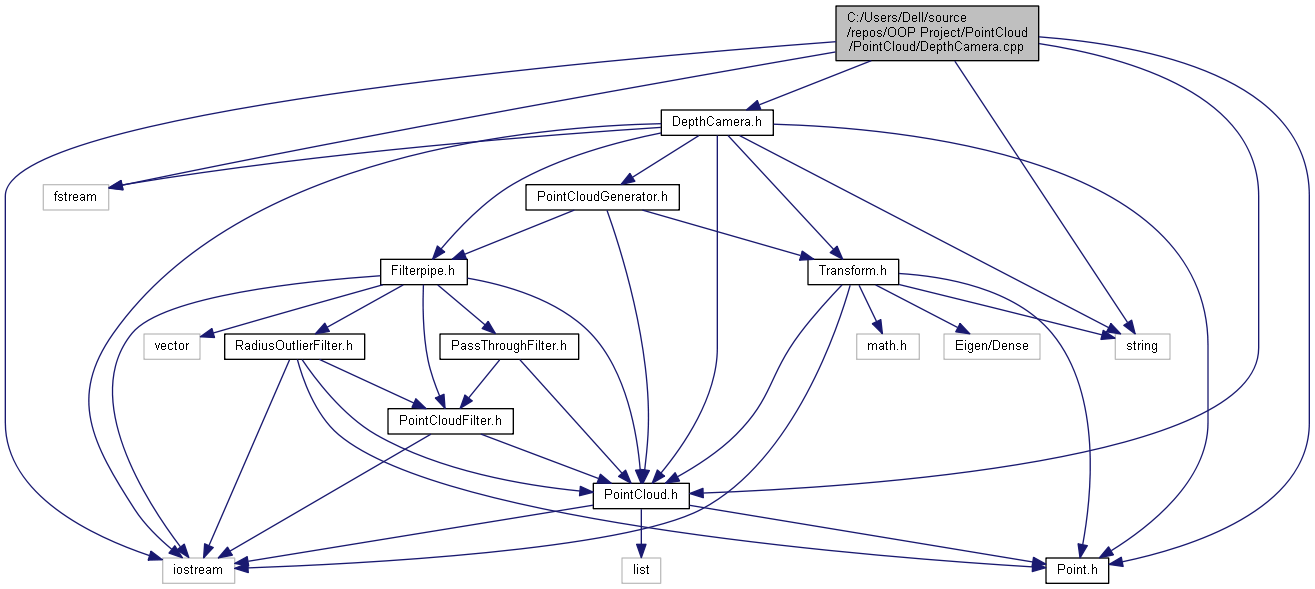 C:/Users/Dell/source
/repos/OOP Project/PointCloud
/PointCloud/DepthCamera.cpp
DepthCamera.h
fstream
PointCloudGenerator.h
Filterpipe.h
Transform.h
vector
RadiusOutlierFilter.h
PassThroughFilter.h
math.h
Eigen/Dense
string
PointCloudFilter.h
PointCloud.h
iostream
list
Point.h